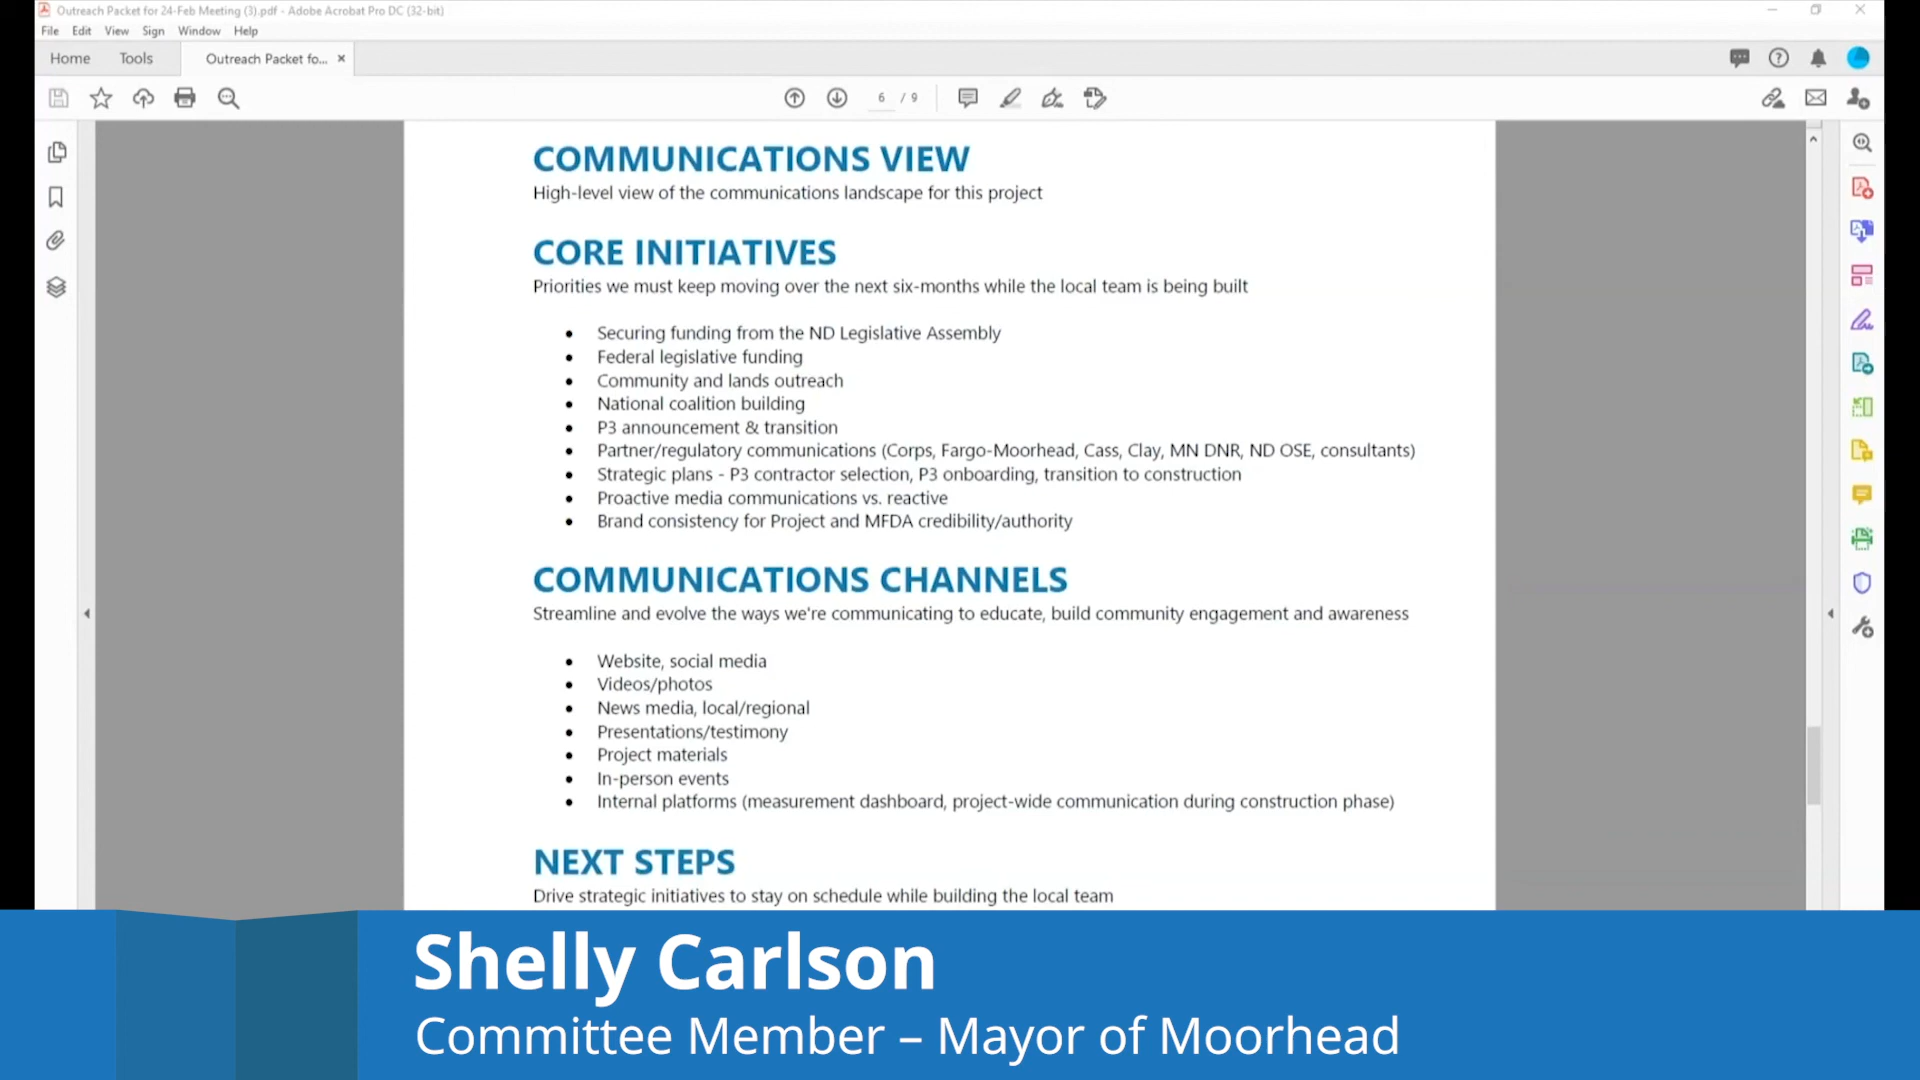 Outreach Packet for 24-Feb Meeting (3).pdf - Adobe Acrobat Pro DC (32-bit)
File Edit View Sign Window Help
Home Tools Outreach Packet fo... ×
6 / 9
COMMUNICATIONS VIEW
High-level view of the communications landscape for this project
CORE INITIATIVES
Priorities we must keep moving over the next six-months while the local team is being built
• Securing funding from the ND Legislative Assembly
• Federal legislative funding
• Community and lands outreach
• National coalition building
• P3 announcement & transition
• Partner/regulatory communications (Corps, Fargo-Moorhead, Cass, Clay, MN DNR, ND OSE, consultants)
• Strategic plans - P3 contractor selection, P3 onboarding, transition to construction
• Proactive media communications vs. reactive
• Brand consistency for Project and MFDA credibility/authority
COMMUNICATIONS CHANNELS
Streamline and evolve the ways we're communicating to educate, build community engagement and awareness
• Website, social media
• Videos/photos
• News media, local/regional
• Presentations/testimony
• Project materials
• In-person events
• Internal platforms (measurement dashboard, project-wide communication during construction phase)
NEXT STEPS
Drive strategic initiatives to stay on schedule while building the local team
Shelly Carlson
Committee Member – Mayor of Moorhead